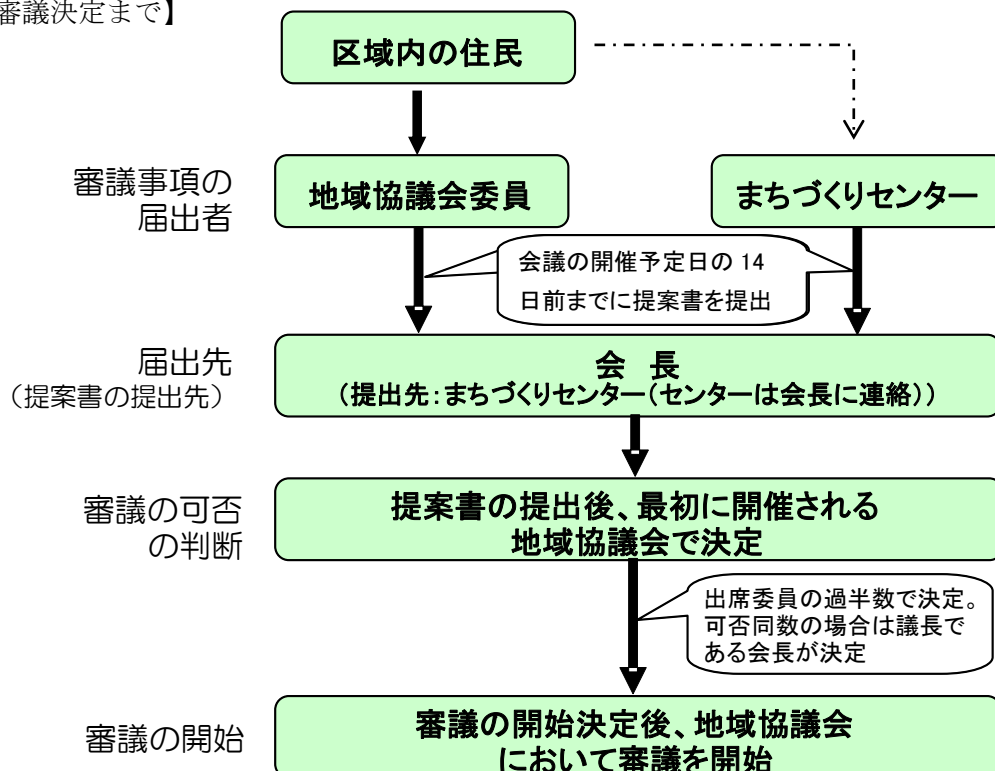 審議決定まで】
区域内の住民
審議事項の
届出者
地域協議会委員
まちづくりセンター
会議の開催予定日の 14
日前までに提案書を提出
届出先
（提案書の提出先）
会 長
（提出先：まちづくりセンター（センターは会長に連絡））
審議の可否
の判断
提案書の提出後、最初に開催される
地域協議会で決定
出席委員の過半数で決定。
可否同数の場合は議長で
ある会長が決定
審議の開始
審議の開始決定後、地域協議会
において審議を開始